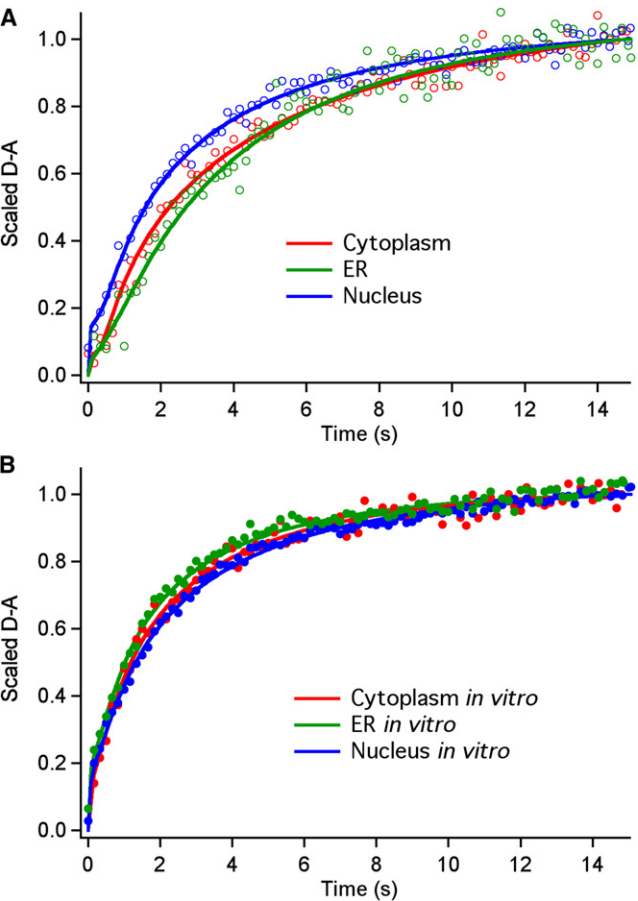 A
1.0
0.8
0.6
0.4
0.2
0.0
Scaled D-A
Cytoplasm
ER
Nucleus
0 2 4 6 8 10 12 14
Time (s)
B
1.0
0.8
0.6
0.4
0.2
0.0
Scaled D-A
Cytoplasm in vitro
ER in vitro
Nucleus in vitro
0 2 4 6 8 10 12 14
Time (s)